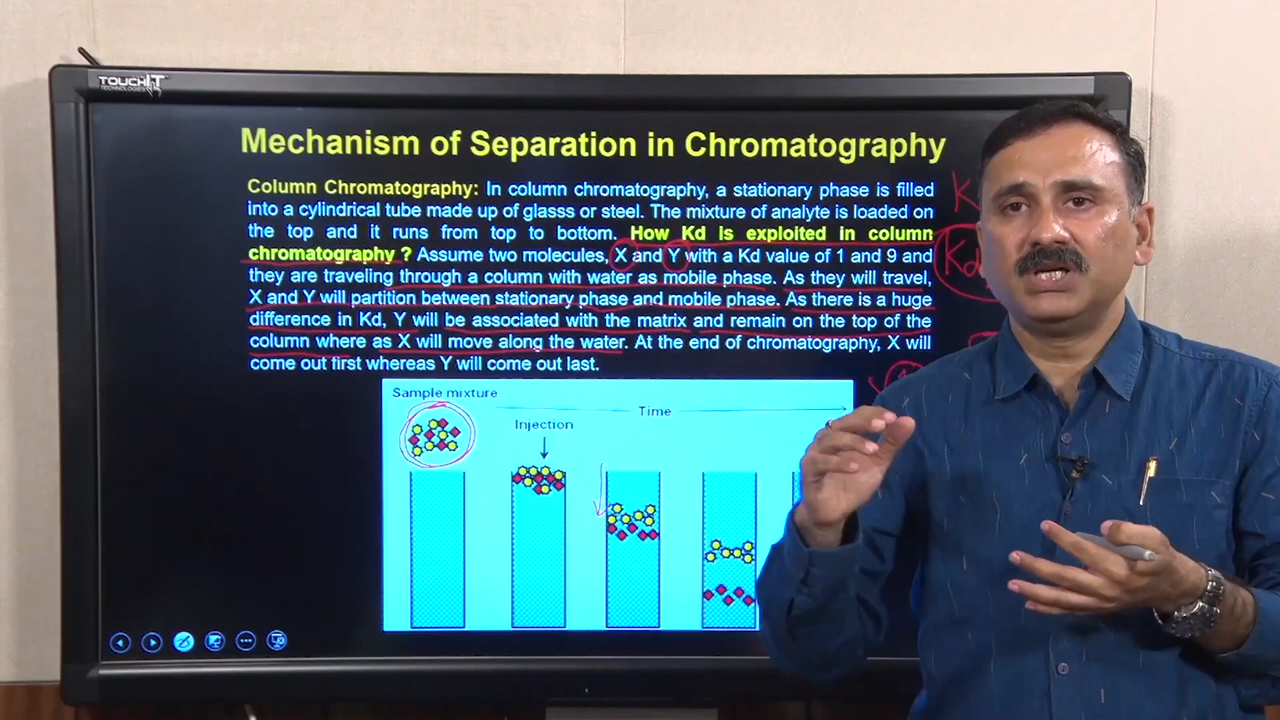 TOUCHIT
TECHNOLOGIES
Mechanism of Separation in Chromatography
Column Chromatography: In column chromatography, a stationary phase is filled
into a cylindrical tube made up of glasss or steel. The mixture of analyte is loaded on
the top and it runs from top to bottom. How Kd is exploited in column
chromatography ? Assume two molecules, X and Y with a Kd value of 1 and 9 and
they are traveling through a column with water as mobile phase. As they will travel,
X and Y will partition between stationary phase and mobile phase. As there is a huge
difference in Kd, Y will be associated with the matrix and remain on the top of the
column where as X will move along the water. At the end of chromatography, X will
come out first whereas Y will come out last.
K
Kd
Sample mixture
Time
Injection